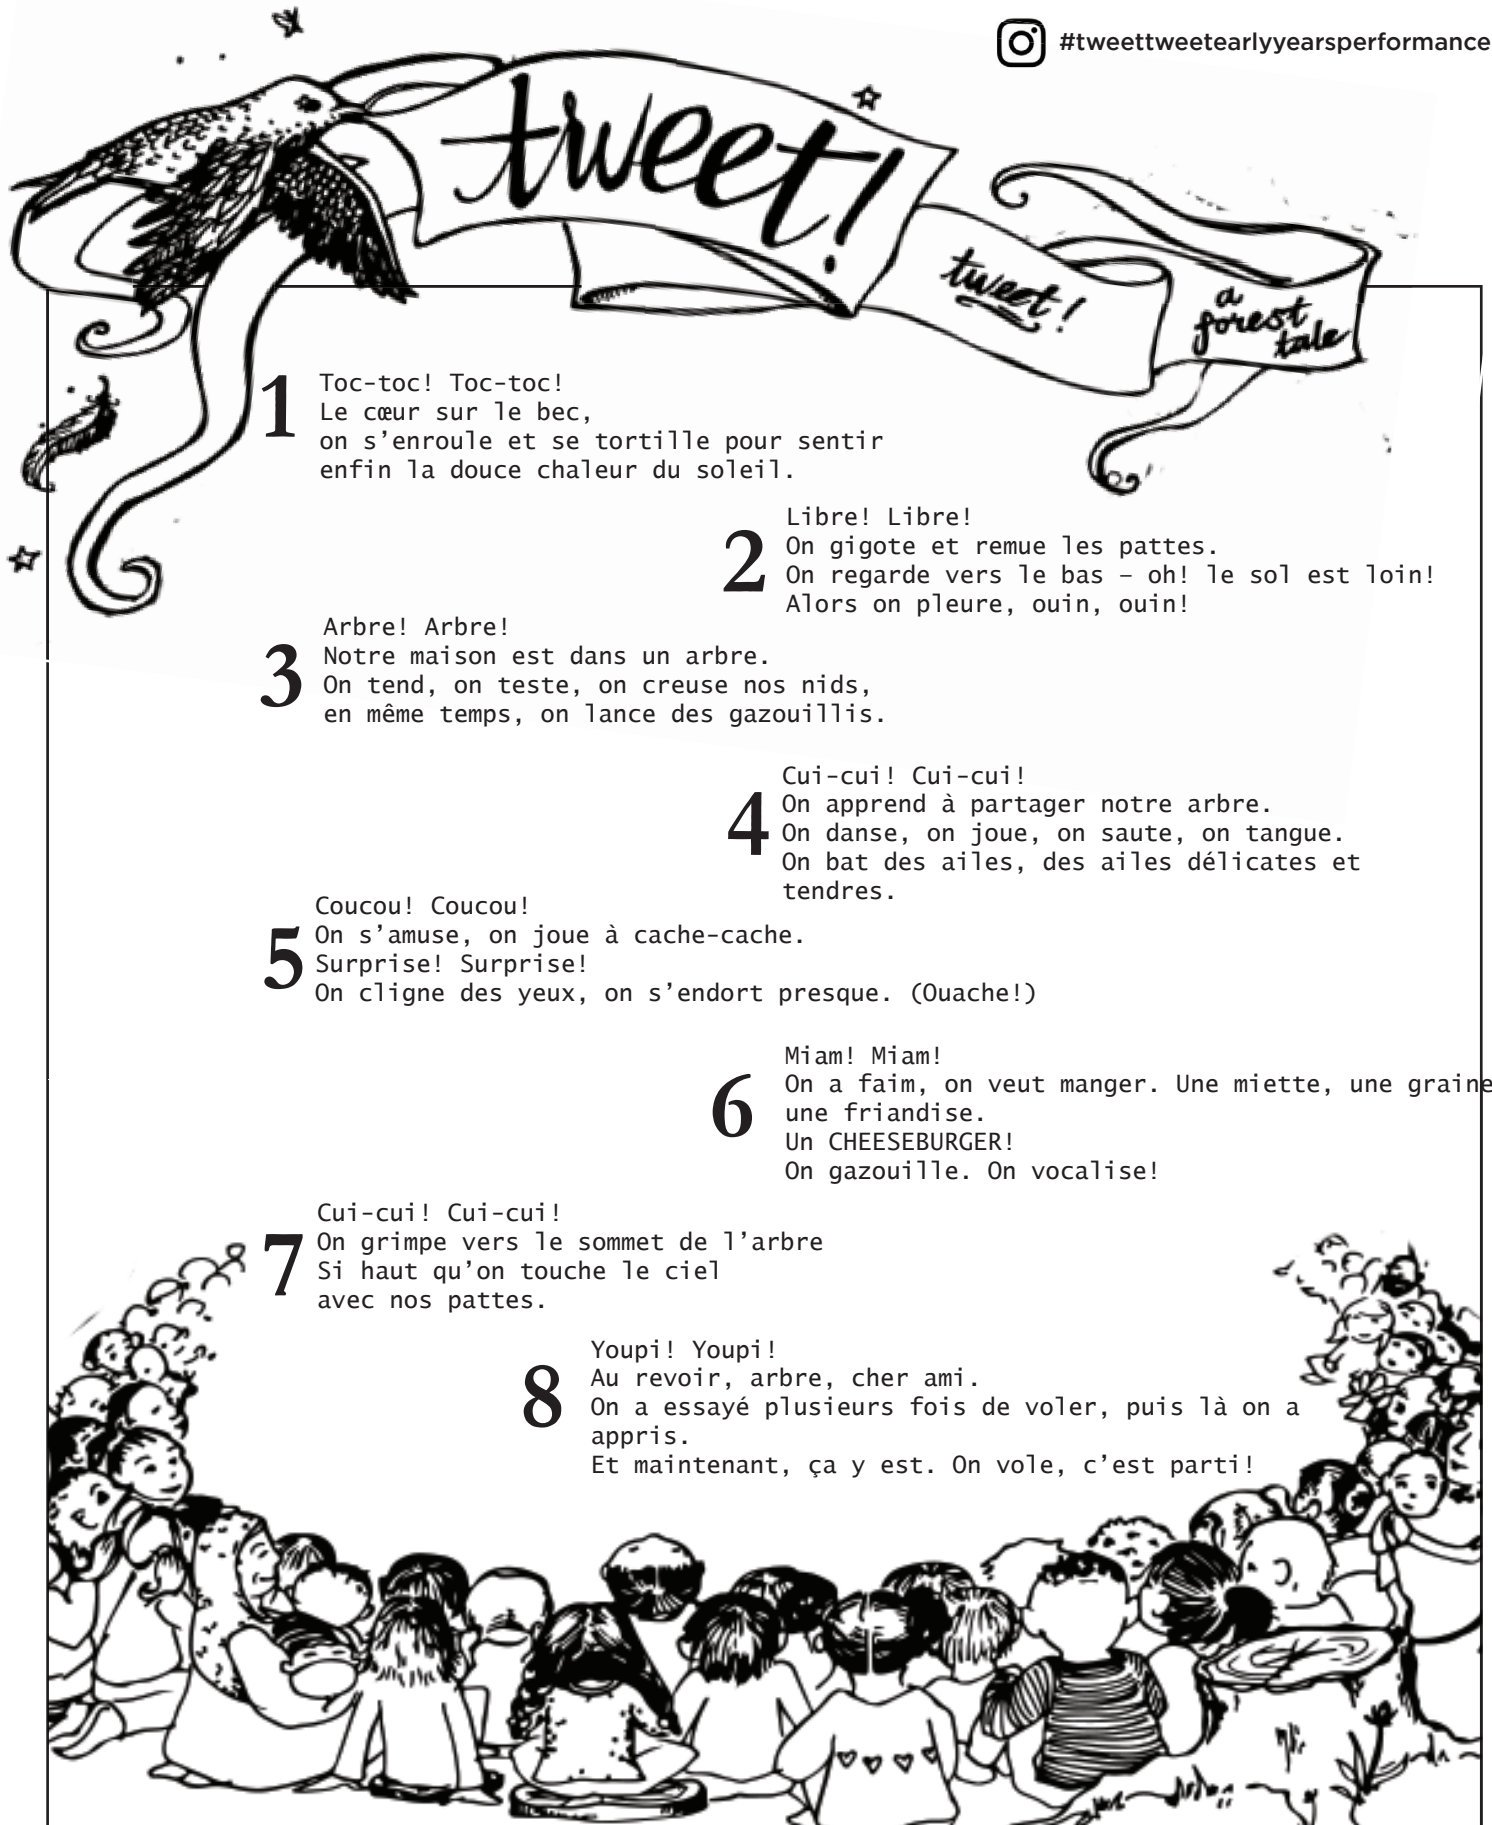 #tweettweetearlyyearsperformance
tweet!
tweet!
a
forest
tale
1
Toc-toc! Toc-toc!
Le cœur sur le bec,
on s’enroule et se tortille pour sentir
enfin la douce chaleur du soleil.
2
Libre! Libre!
On gigote et remue les pattes.
On regarde vers le bas – oh! le sol est loin!
Alors on pleure, ouin, ouin!
3
Arbre! Arbre!
Notre maison est dans un arbre.
On tend, on teste, on creuse nos nids,
en même temps, on lance des gazouillis.
4
Cui-cui! Cui-cui!
On apprend à partager notre arbre.
On danse, on joue, on saute, on tangue.
On bat des ailes, des ailes délicates et
tendres.
5
Coucou! Coucou!
On s’amuse, on joue à cache-cache.
Surprise! Surprise!
On cligne des yeux, on s’endort presque. (Ouache!)
6
Miam! Miam!
On a faim, on veut manger. Une miette, une graine
une friandise.
Un CHEESEBURGER!
On gazouille. On vocalise!
7
Cui-cui! Cui-cui!
On grimpe vers le sommet de l’arbre
Si haut qu’on touche le ciel
avec nos pattes.
8
Youpi! Youpi!
Au revoir, arbre, cher ami.
On a essayé plusieurs fois de voler, puis là on a
appris.
Et maintenant, ça y est. On vole, c’est parti!